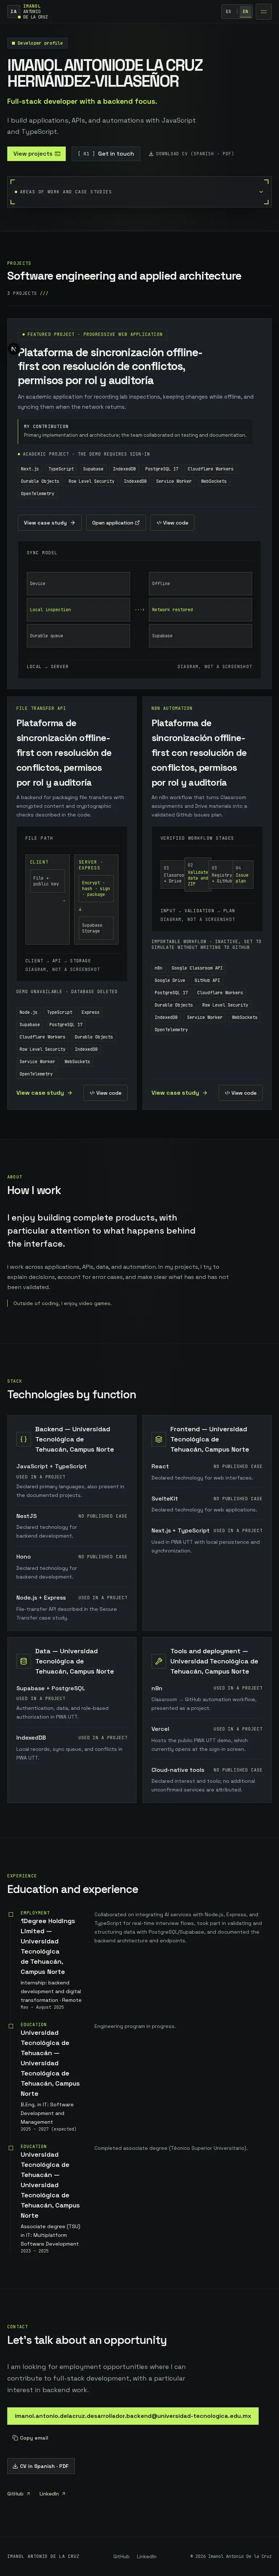 IA
IMANOL
ANTONIO
DE LA CRUZ
ES
EN
Developer profile
IMANOL ANTONIODE LA CRUZ
HERNÁNDEZ-VILLASEÑOR
Full-stack developer with a backend focus.
I build applications, APIs, and automations with JavaScript
and TypeScript.
View projects
[ 01 ] Get in touch
DOWNLOAD CV (SPANISH · PDF)
AREAS OF WORK AND CASE STUDIES
PROJECTS
Software engineering and applied architecture
3 PROJECTS ///
FEATURED PROJECT · PROGRESSIVE WEB APPLICATION
N
Plataforma de sincronización offline-
first con resolución de conflictos,
permisos por rol y auditoría
An academic application for recording lab inspections, keeping changes while offline, and
syncing them when the network returns.
MY CONTRIBUTION
Primary implementation and architecture; the team collaborated on testing and documentation.
ACADEMIC PROJECT · THE DEMO REQUIRES SIGN-IN
Next.js TypeScript Supabase IndexedDB PostgreSQL 17 Cloudflare Workers
Durable Objects Row Level Security IndexedDB Service Worker WebSockets
OpenTelemetry
View case study →
Open application
View code
SYNC MODEL
Device
Offline
Local inspection
Network restored
Durable queue
Supabase
LOCAL ↔ SERVER
DIAGRAM, NOT A SCREENSHOT
FILE TRANSFER API
Plataforma de
sincronización offline-
first con resolución de
conflictos, permisos
por rol y auditoría
A backend for packaging file transfers with
encrypted content and cryptographic
checks described in the code.
FILE PATH
CLIENT
File +
public key
→
SERVER ·
EXPRESS
Encrypt ·
hash · sign
· package
↓
Supabase
Storage
CLIENT → API → STORAGE
DIAGRAM, NOT A SCREENSHOT
DEMO UNAVAILABLE · DATABASE DELETED
Node.js TypeScript Express
Supabase PostgreSQL 17
Cloudflare Workers Durable Objects
Row Level Security IndexedDB
Service Worker WebSockets
OpenTelemetry
View case study →
View code
N8N AUTOMATION
Plataforma de
sincronización offline-
first con resolución de
conflictos, permisos
por rol y auditoría
An n8n workflow that turns Classroom
assignments and Drive materials into a
validated GitHub issues plan.
VERIFIED WORKFLOW STAGES
01
Classroom
+ Drive
02
Validate
data and
ZIP
03
Registry
+ GitHub
04
Issue
plan
INPUT → VALIDATION → PLAN
DIAGRAM, NOT A SCREENSHOT
IMPORTABLE WORKFLOW · INACTIVE, SET TO
SIMULATE WITHOUT WRITING TO GITHUB
n8n Google Classroom API
Google Drive GitHub API
PostgreSQL 17 Cloudflare Workers
Durable Objects Row Level Security
IndexedDB Service Worker WebSockets
OpenTelemetry
View case study →
View code
ABOUT
How I work
I enjoy building complete products, with
particular attention to what happens behind
the interface.
I work across applications, APIs, data, and automation. In my projects, I try to
explain decisions, account for error cases, and make clear what has and has not
been validated.
Outside of coding, I enjoy video games.
STACK
Technologies by function
Backend — Universidad
Tecnológica de
Tehuacán, Campus Norte
JavaScript + TypeScript
USED IN A PROJECT
Declared primary languages, also present in
the documented projects.
NestJS
NO PUBLISHED CASE
Declared technology for
backend development.
Hono
NO PUBLISHED CASE
Declared technology for
backend development.
Node.js + Express
USED IN A PROJECT
File-transfer API described in the Secure
Transfer case study.
Frontend — Universidad
Tecnológica de
Tehuacán, Campus Norte
React
NO PUBLISHED CASE
Declared technology for web interfaces.
SvelteKit
NO PUBLISHED CASE
Declared technology for web applications.
Next.js + TypeScript
USED IN A PROJECT
Used in PWA UTT with local persistence and
synchronization.
Data — Universidad
Tecnológica de
Tehuacán, Campus Norte
Supabase + PostgreSQL
USED IN A PROJECT
Authentication, data, and role-based
authorization in PWA UTT.
IndexedDB
USED IN A PROJECT
Local records, sync queue, and conflicts in
PWA UTT.
Tools and deployment —
Universidad Tecnológica de
Tehuacán, Campus Norte
n8n
USED IN A PROJECT
Classroom → GitHub automation workflow,
presented as a project.
Vercel
USED IN A PROJECT
Hosts the public PWA UTT demo, which
currently opens at the sign-in screen.
Cloud-native tools
NO PUBLISHED CASE
Declared interest and tools; no additional
unconfirmed services are attributed.
EXPERIENCE
Education and experience
EMPLOYMENT
1Degree Holdings
Limited —
Universidad
Tecnológica
de Tehuacán,
Campus Norte
Internship: backend
development and digital
transformation · Remote
May – August 2025
Collaborated on integrating AI services with Node.js, Express, and
TypeScript for real-time interview flows; took part in validating and
structuring data with PostgreSQL/Supabase, and documented the
backend architecture and endpoints.
EDUCATION
Universidad
Tecnológica de
Tehuacán —
Universidad
Tecnológica de
Tehuacán, Campus
Norte
B.Eng. in IT: Software
Development and
Management
2025 – 2027 (expected)
Engineering program in progress.
EDUCATION
Universidad
Tecnológica de
Tehuacán —
Universidad
Tecnológica de
Tehuacán, Campus
Norte
Associate degree (TSU)
in IT: Multiplatform
Software Development
2023 – 2025
Completed associate degree (Técnico Superior Universitario).
CONTACT
Let's talk about an opportunity
I am looking for employment opportunities where I can
contribute to full-stack development, with a particular
interest in backend work.
imanol.antonio.delacruz.desarrollador.backend@universidad-tecnologica.edu.mx
Copy email
CV in Spanish · PDF
GitHub ↗
LinkedIn ↗
IMANOL ANTONIO DE LA CRUZ
GitHub
LinkedIn
© 2026 Imanol Antonio De la Cruz